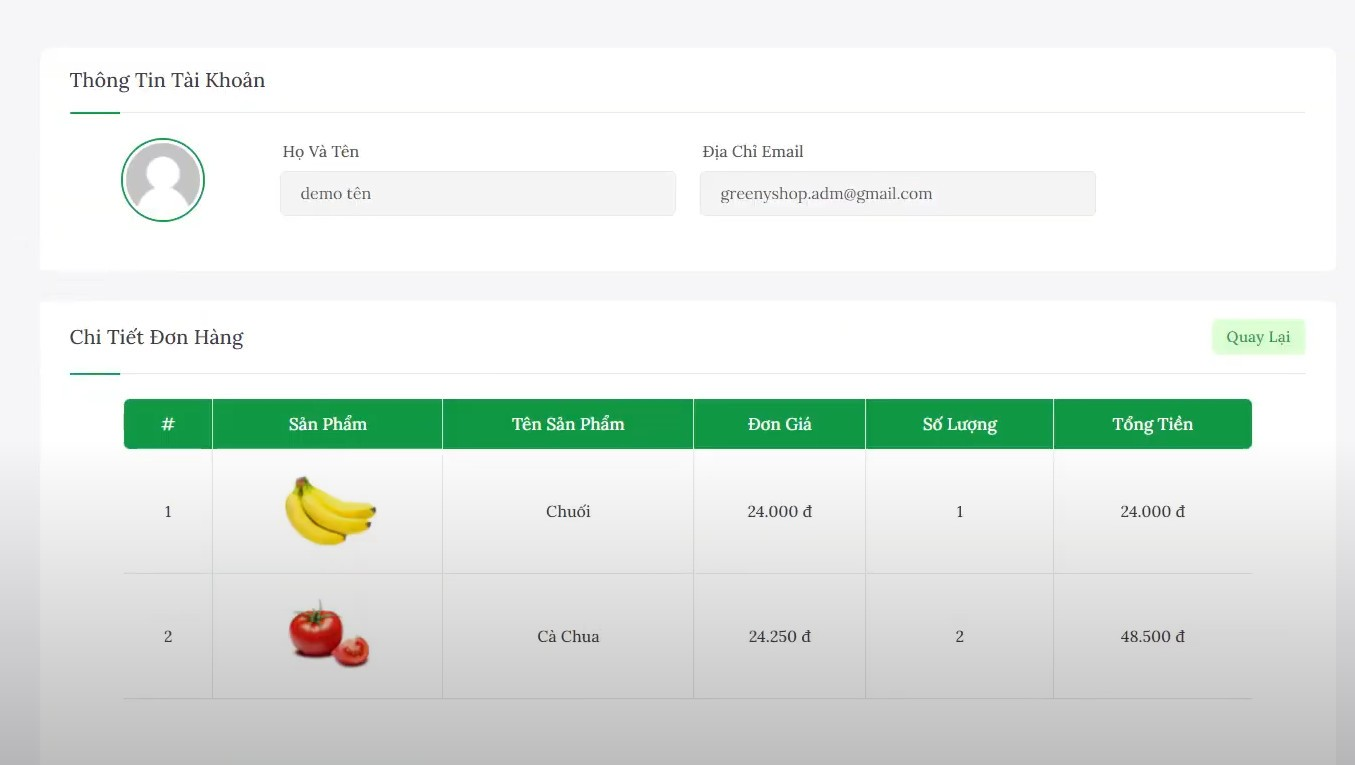 Thông Tin Tài Khoản
Họ Và Tên
Địa Chỉ Email
demo tên
greenyshop.adm@gmail.com
Chi Tiết Đơn Hàng
Quay Lại
# Sản Phẩm Tên Sản Phẩm Đơn Giá Số Lượng Tổng Tiền
1 Chuối 24.000 đ 1 24.000 đ
2 Cà Chua 24.250 đ 2 48.500 đ